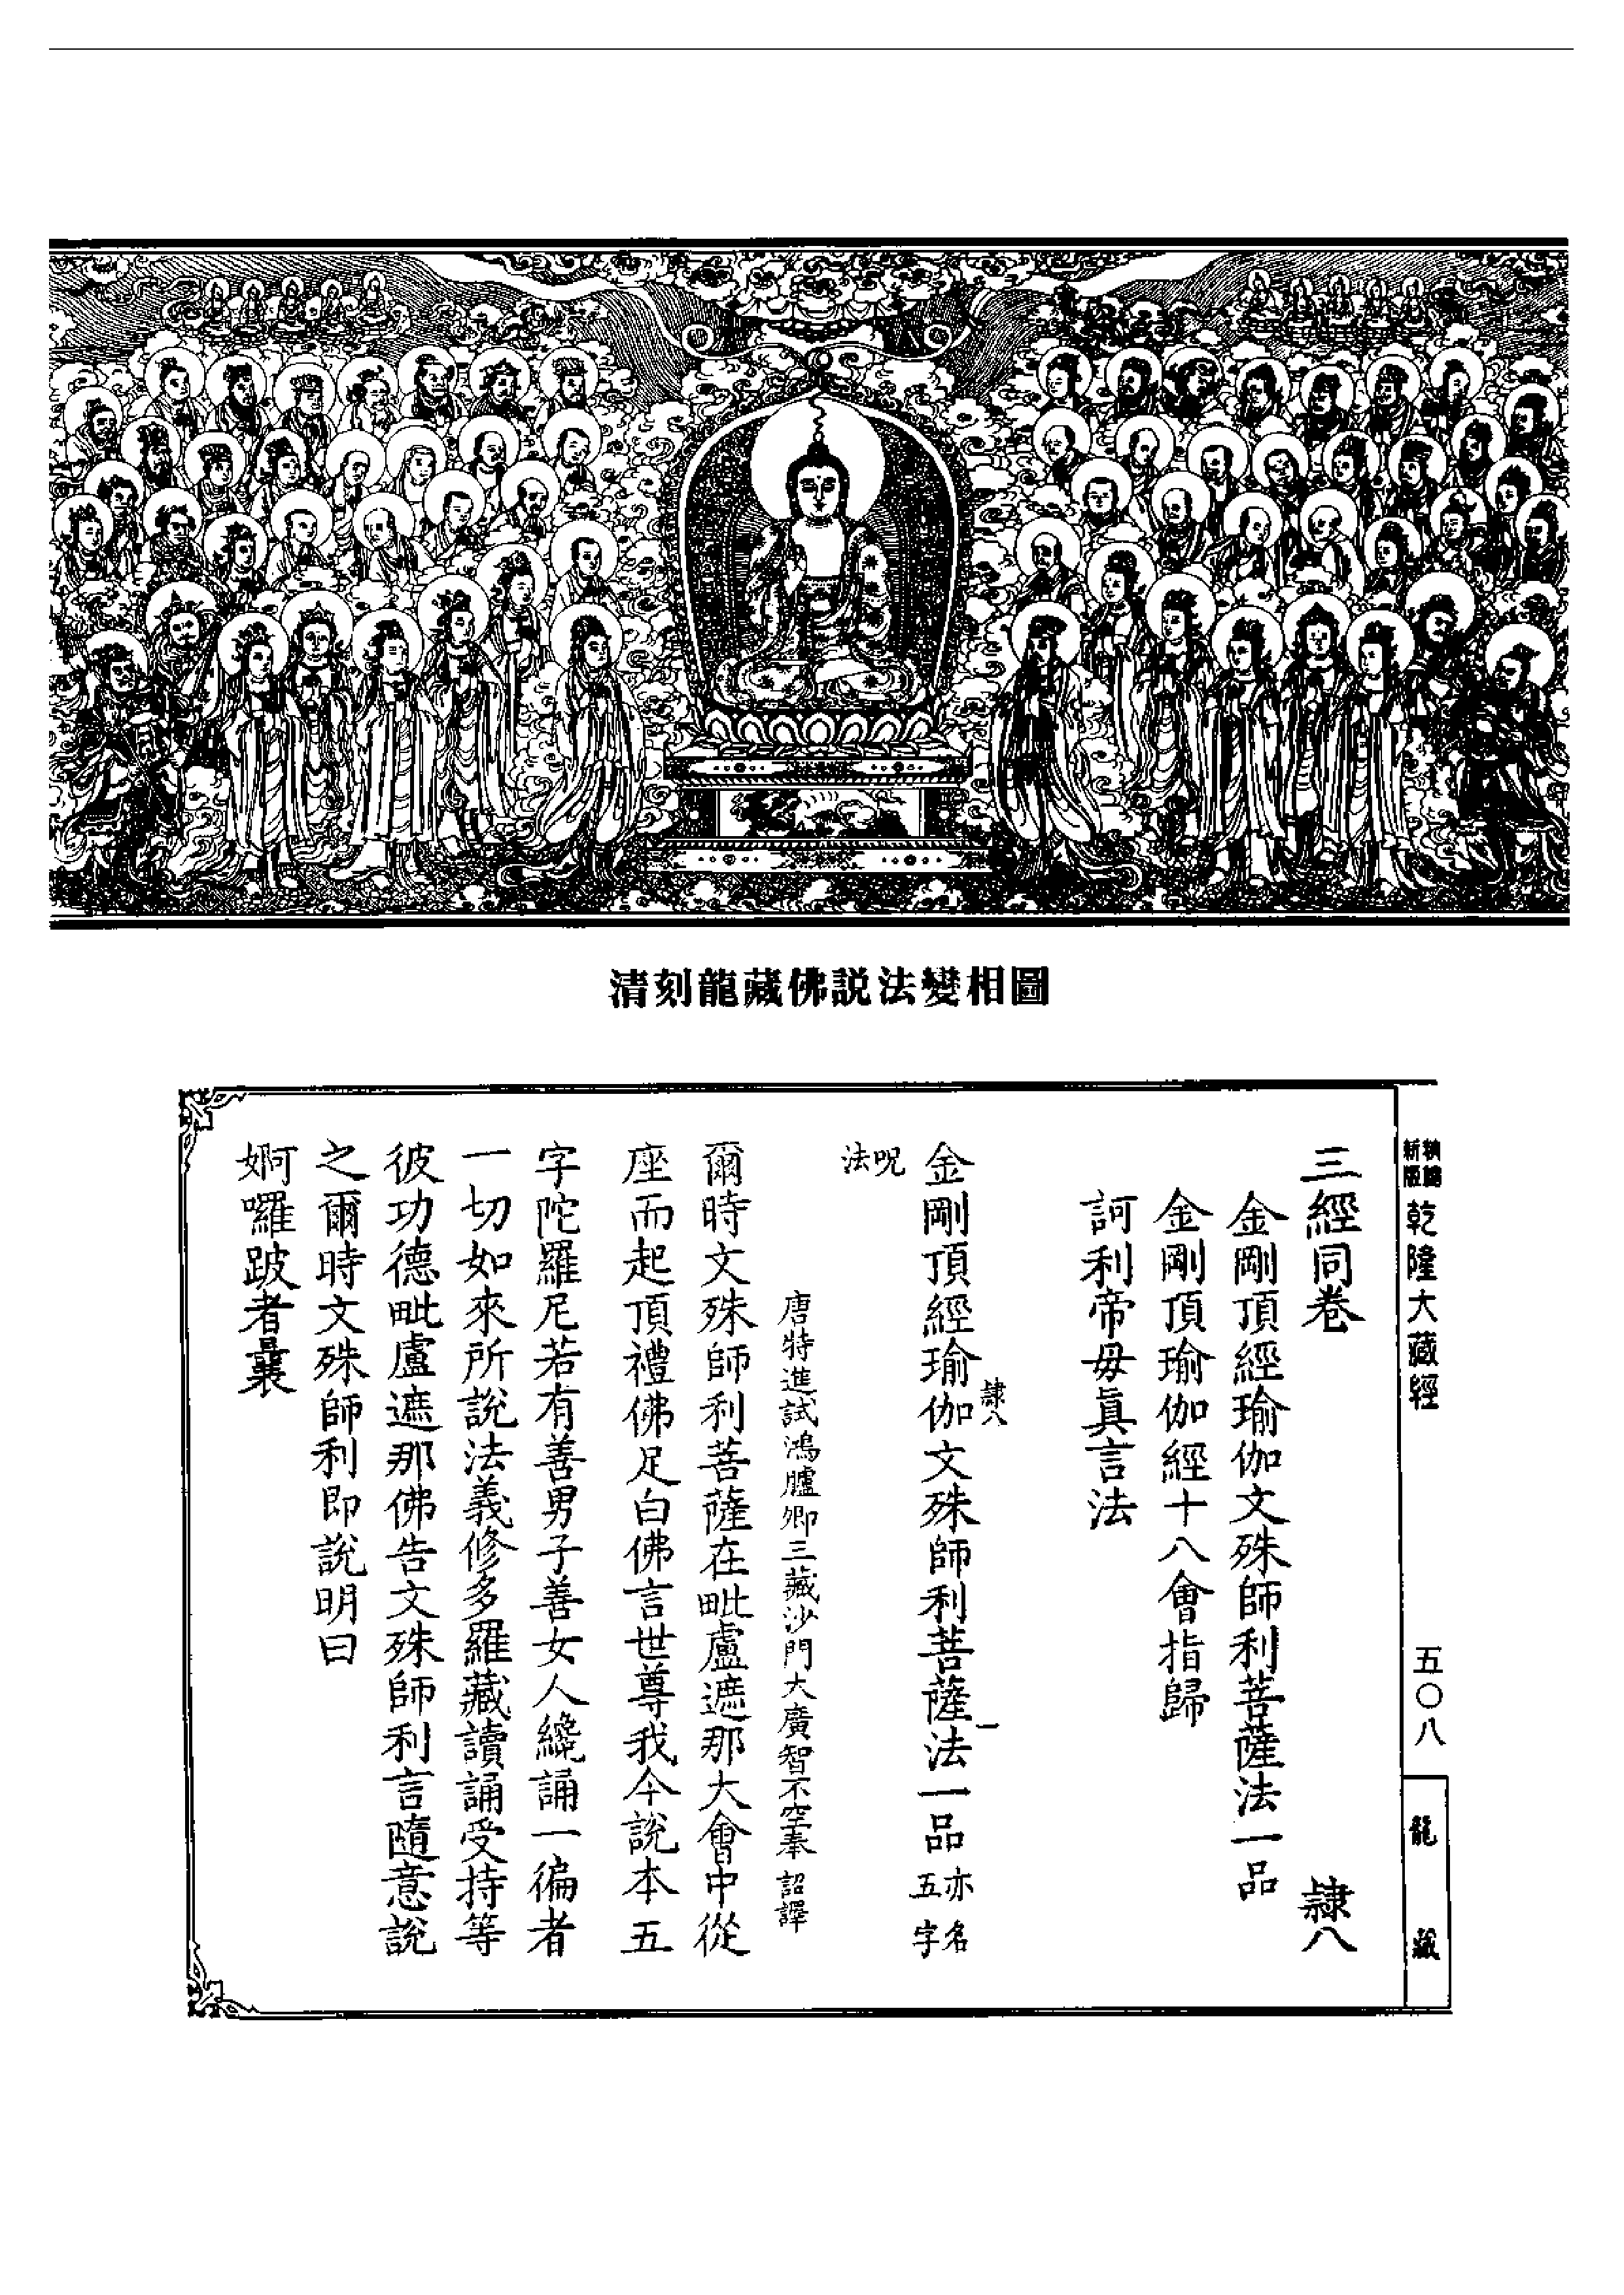 清刻龍藏佛説法變相圖
新版
乾隆大藏經
五〇八
龍藏
三經同卷 隷八
金剛頂經瑜伽文殊師利菩薩法一品
金剛頂瑜伽經十八會指歸
訶利帝毋眞言法
隷八 一
金剛頂經瑜伽文殊師利菩薩法一品 亦名
五字
呪
法
唐特進試鴻臚卿三藏沙門大廣智不空奉 詔譯
爾時文殊師利菩薩在毗盧遮那大會中從
座而起頂禮佛足白佛言世尊我今説本五
字陀羅尼若有善男子善女人纔誦一徧者
一切如來所説法義修多羅藏讀誦受持等
彼功德毗盧遮那佛告文殊師利言隨意説
之爾時文殊師利即説明曰
婀囉跛者曩